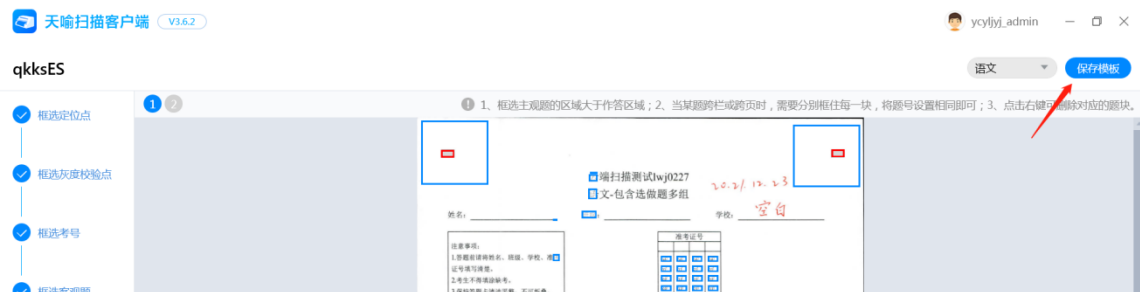 天喻扫描客户端 V3.6.2 ycyljyj_admin
qkksES 语文 保存模板
1 2 1、框选主观题的区域大于作答区域；2、当某题跨栏或跨页时，需要分别框住每一块，将题号设置相同即可；3、点击右键可删除对应的题块。
框选定位点
框选灰度校验点
框选考号
框选客观题
端扫描测试lwj0227
文-包含选做题多组
2021.12.23
姓名： 学校： 空白
注意事项：
1.答题前请将姓名、班级、学校、准
证号填写清楚。
2.考生不得填涂缺考。
准考证号